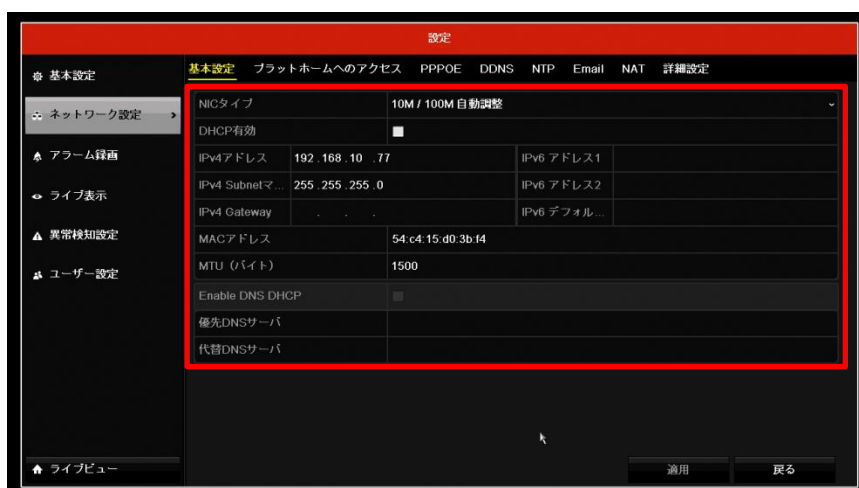 設定
基本設定
ネットワーク設定
アラーム録画
ライブ表示
異常検知設定
ユーザー設定
ライブビュー
基本設定 プラットホームへのアクセス PPPOE DDNS NTP Email NAT 詳細設定
NICタイプ 10M / 100M 自動調整
DHCP有効
IPv4アドレス 192 . 168 . 10 . 77 IPv6 アドレス1
IPv4 Subnetマ... 255 . 255 . 255 . 0 IPv6 アドレス2
IPv4 Gateway . . . IPv6 デフォル...
MACアドレス 54:c4:15:d0:3b:f4
MTU（バイト） 1500
Enable DNS DHCP
優先DNSサーバ
代替DNSサーバ
適用 戻る